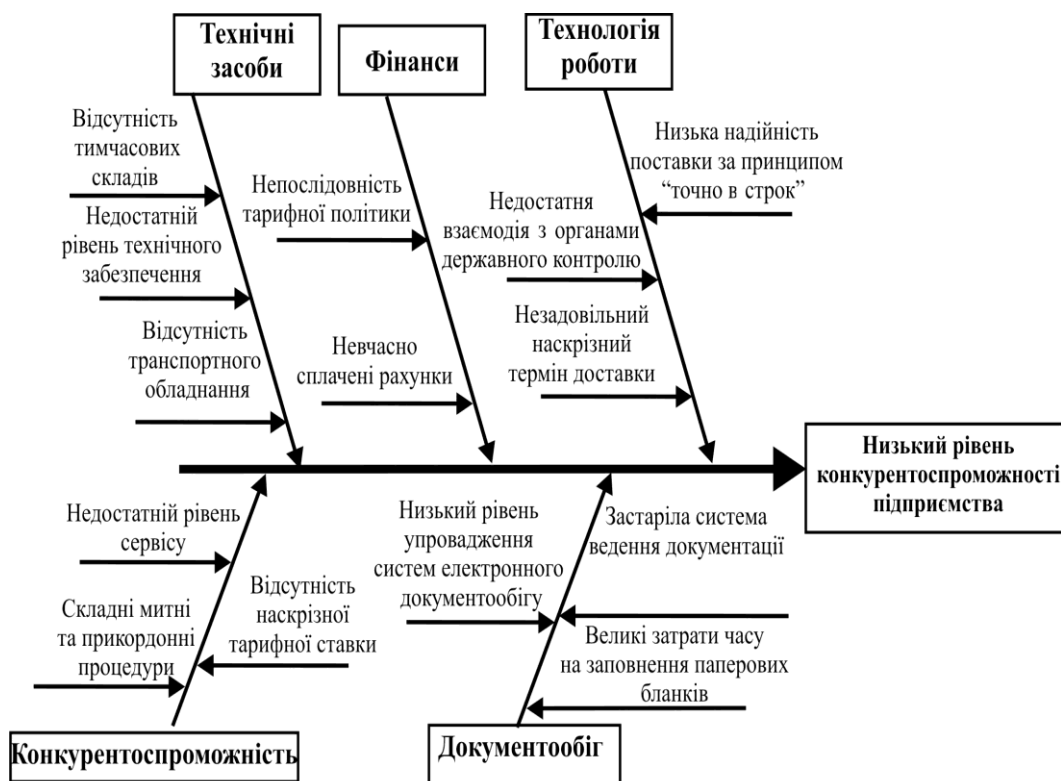 Технічні
засоби
Фінанси
Технологія
роботи
Відсутність
тимчасових
складів
Недостатній
рівень технічного
забезпечення
Відсутність
транспортного
обладнання
Непослідовність
тарифної політики
Невчасно
сплачені рахунки
Недостатня
взаємодія з органами
державного контролю
Незадовільний
наскрізний
термін доставки
Низька надійність
поставки за принципом
“точно в строк”
Низький рівень
конкурентоспроможності
підприємства
Недостатній рівень
сервісу
Складні митні
та прикордонні
процедури
Відсутність
наскрізної
тарифної ставки
Низький рівень
упровадження
систем електронного
документообігу
Застаріла система
ведення документації
Великі затрати часу
на заповнення паперових
бланків
Конкурентоспроможність
Документообіг